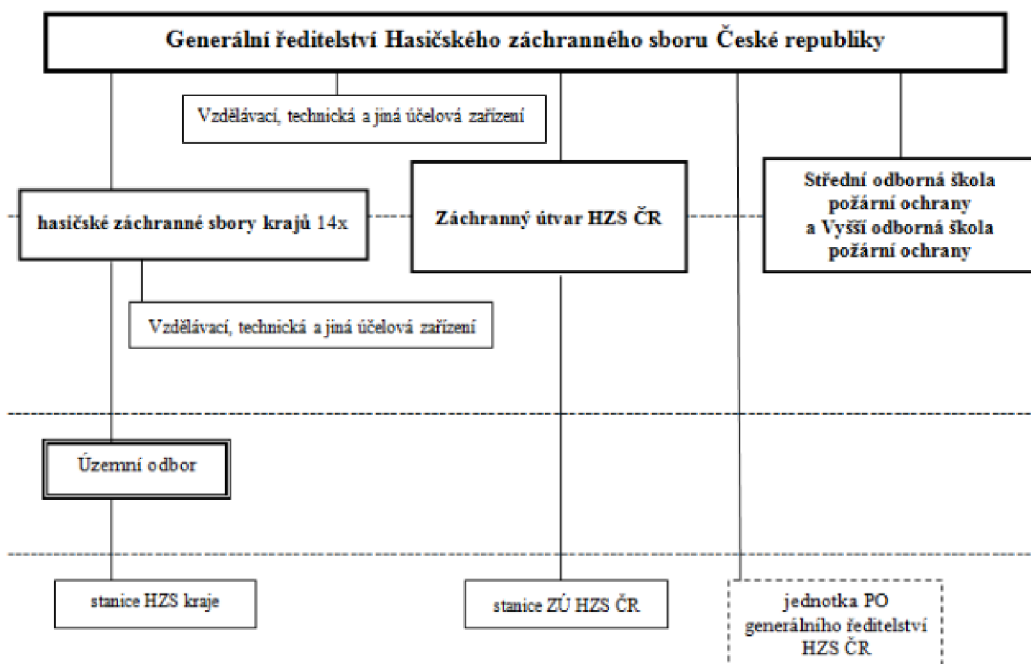 Generální ředitelství Hasičského záchranného sboru České republiky
Vzdělávací, technická a jiná účelová zařízení
hasičské záchranné sbory krajů 14x
Záchranný útvar HZS ČR
Střední odborná škola
požární ochrany
a Vyšší odborná škola
požární ochrany
Vzdělávací, technická a jiná účelová zařízení
Územní odbor
stanice HZS kraje
stanice ZÚ HZS ČR
jednotka PO
generálního ředitelství
HZS ČR